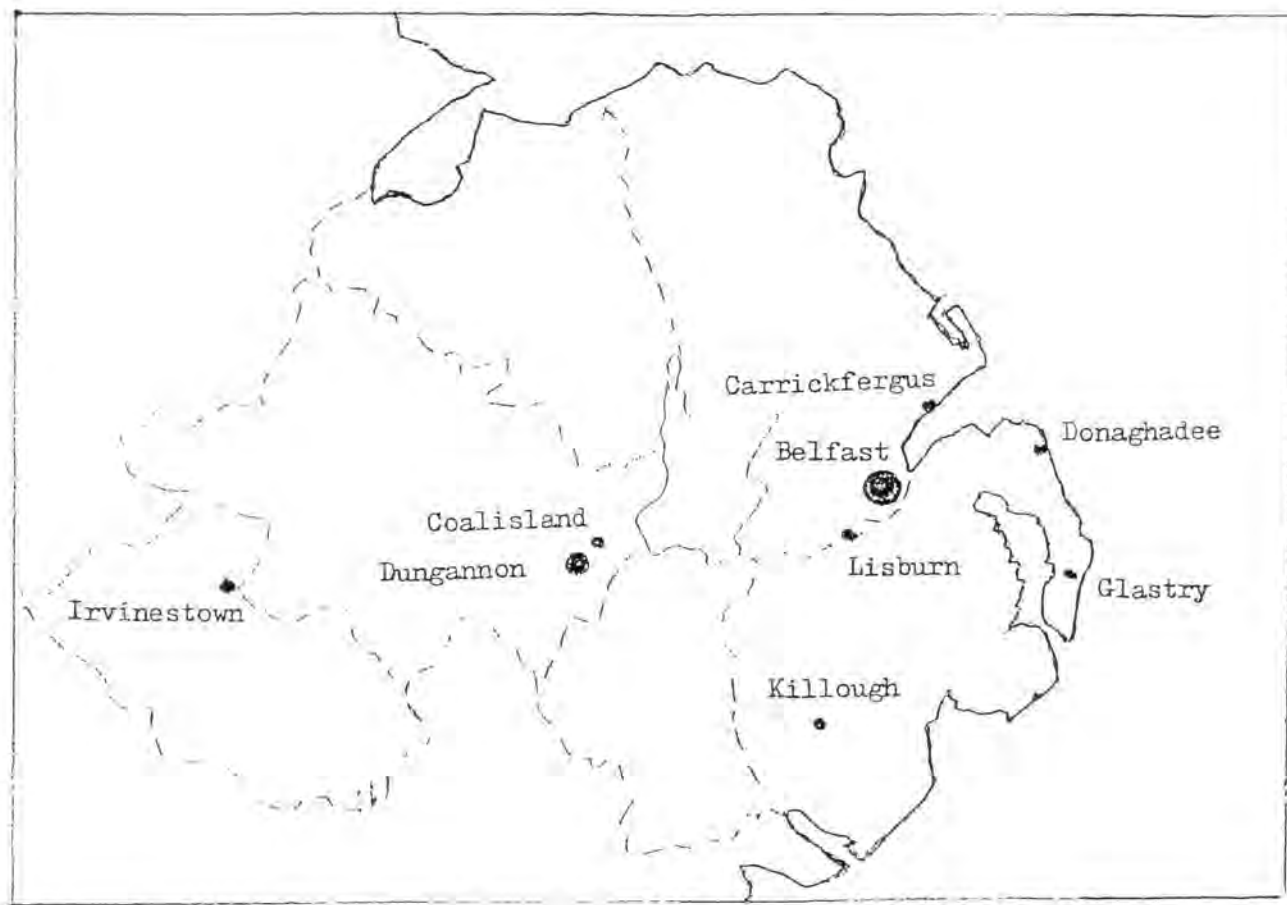 Carrickfergus
Donaghadee
Belfast
Coalisland
Dungannon
Lisburn
Glastry
Irvinestown
Killough